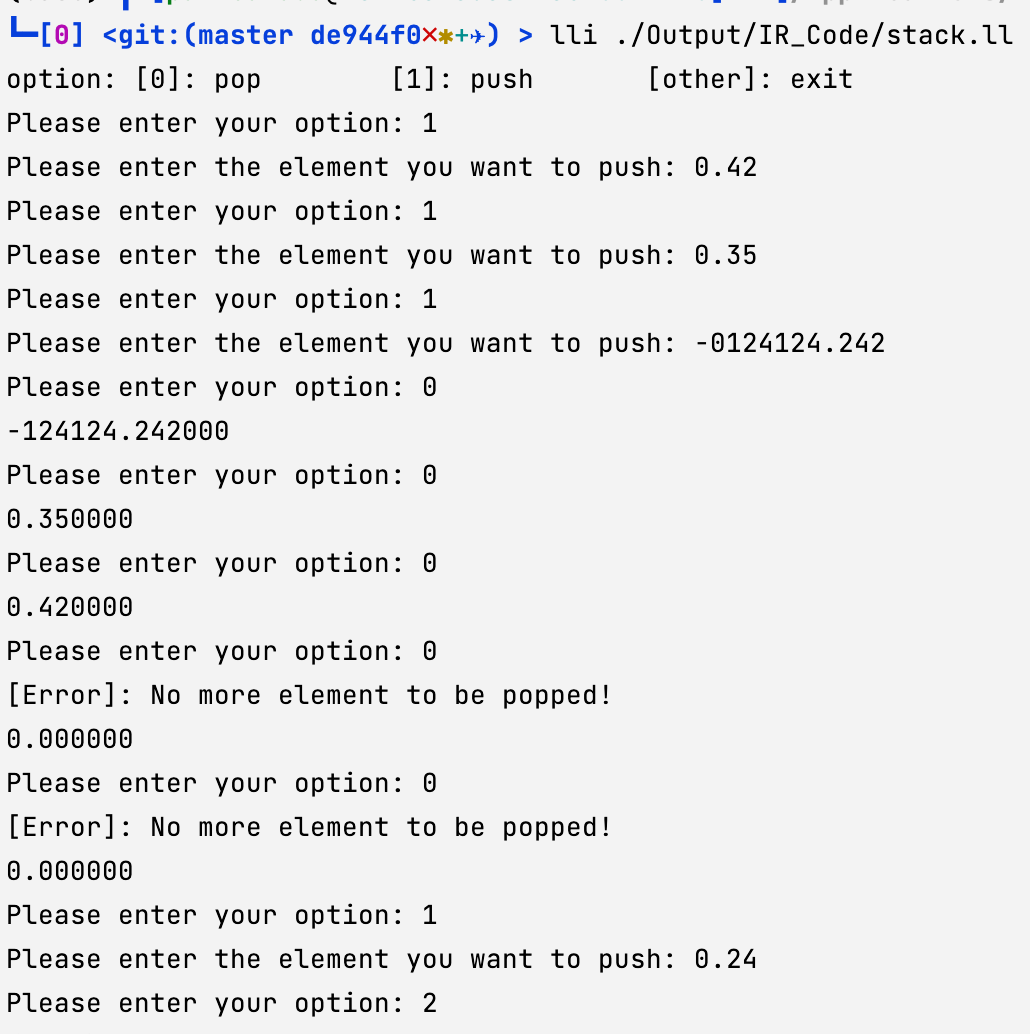 [0] <git:(master de944f0×✱+✈) > lli ./Output/IR_Code/stack.ll
option: [0]: pop        [1]: push       [other]: exit
Please enter your option: 1
Please enter the element you want to push: 0.42
Please enter your option: 1
Please enter the element you want to push: 0.35
Please enter your option: 1
Please enter the element you want to push: -0124124.242
Please enter your option: 0
-124124.242000
Please enter your option: 0
0.350000
Please enter your option: 0
0.420000
Please enter your option: 0
[Error]: No more element to be popped!
0.000000
Please enter your option: 0
[Error]: No more element to be popped!
0.000000
Please enter your option: 1
Please enter the element you want to push: 0.24
Please enter your option: 2